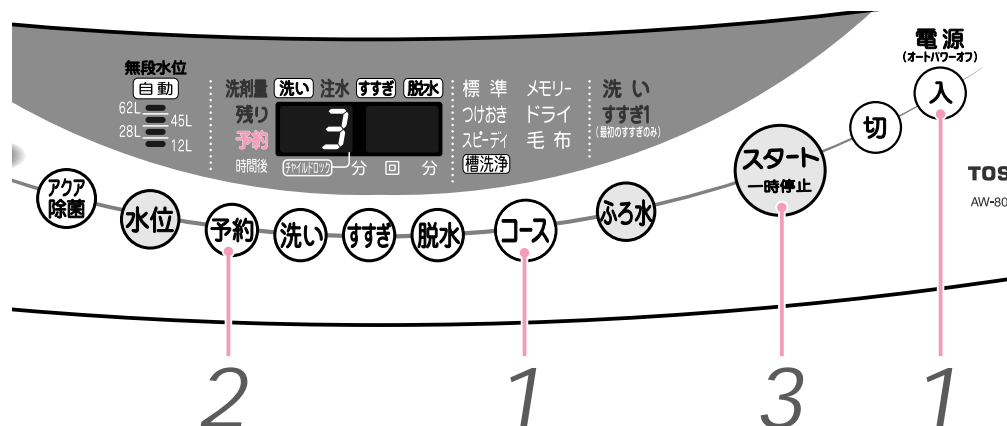 無段水位
自動
62L
45L
28L
12L
洗剤量 洗い 注水 すすぎ 脱水
残り
予約
時間後
3
チャイルドロック 分 回 分
標準 メモリー
つけおき ドライ
スピーディ 毛布
槽洗浄
洗い
すすぎ1
(最初のすすぎのみ)
電源
(オートパワーオフ)
入
切
スタート
一時停止
TOS
AW-80
アクア
除菌
水位
予約
洗い
すすぎ
脱水
コース
ふろ水
2 1 3 1